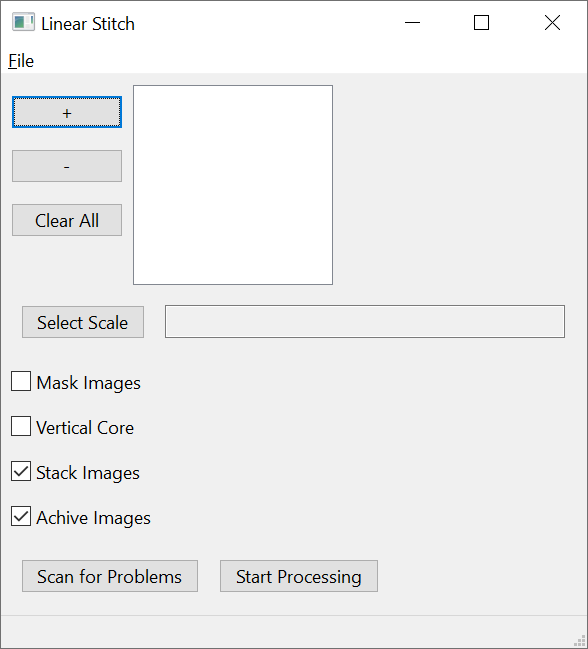 Linear Stitch
File
+
-
Clear All
Select Scale
Mask Images
Vertical Core
Stack Images
Achive Images
Scan for Problems
Start Processing